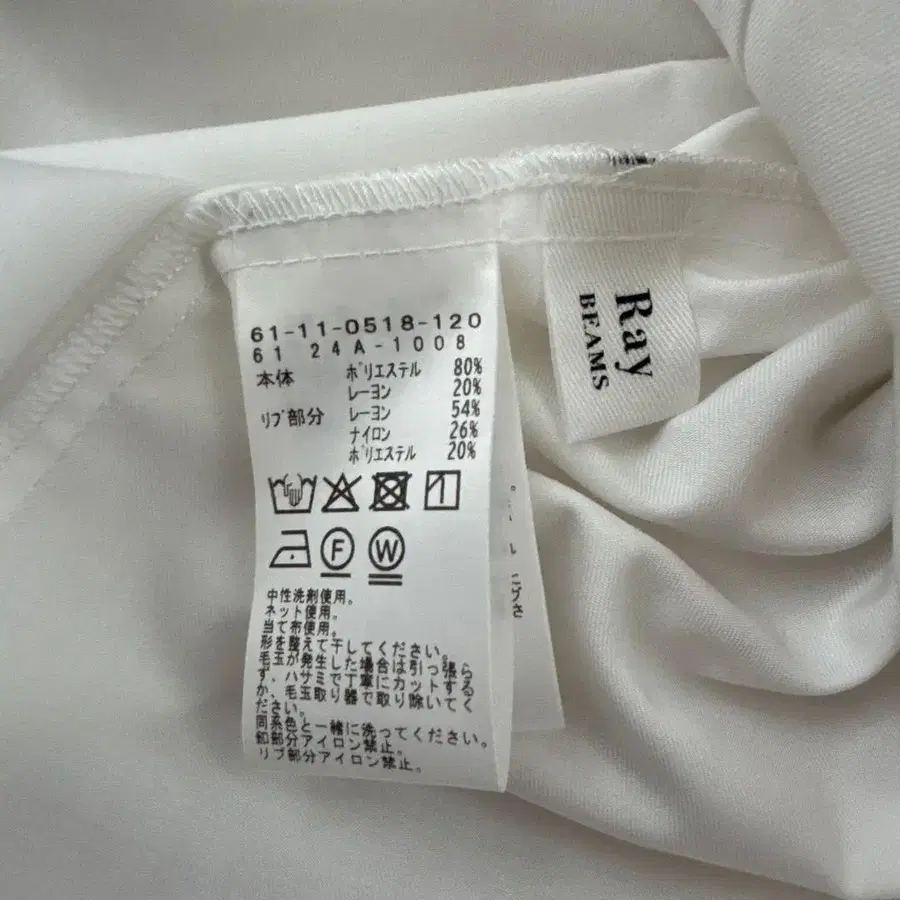 61-11-0518-120
61 24A-1008
本体 ポリエステル 80%
レーヨン 20%
リブ部分 レーヨン 54%
ナイロン 26%
ポリエステル 20%
F W
中性洗剤使用。
ネット使用。
当て布使用。
形を整えて干してください。
毛玉が発生した場合は引っ張ら
ず、ハサミで丁寧にカットする
か、毛玉取り器で取り除いてく
ださい。
同系色と一緒に洗ってください。
釦部分アイロン禁止。
リブ部分アイロン禁止。
Ray
BEAMS